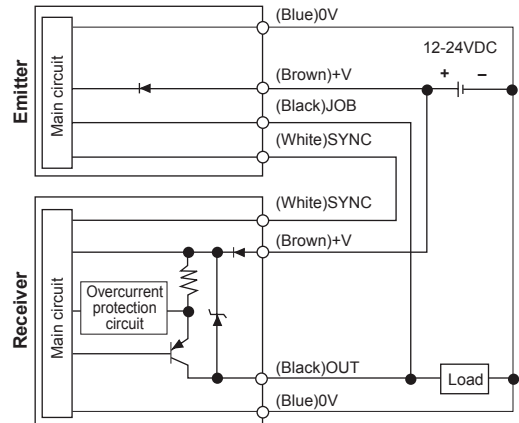 (Blue)0V
12-24VDC
+ −
(Brown)+V
(Black)JOB
(White)SYNC
Emitter
Main circuit
(White)SYNC
(Brown)+V
Receiver
Main circuit
Overcurrent
protection
circuit
(Black)OUT
Load
(Blue)0V